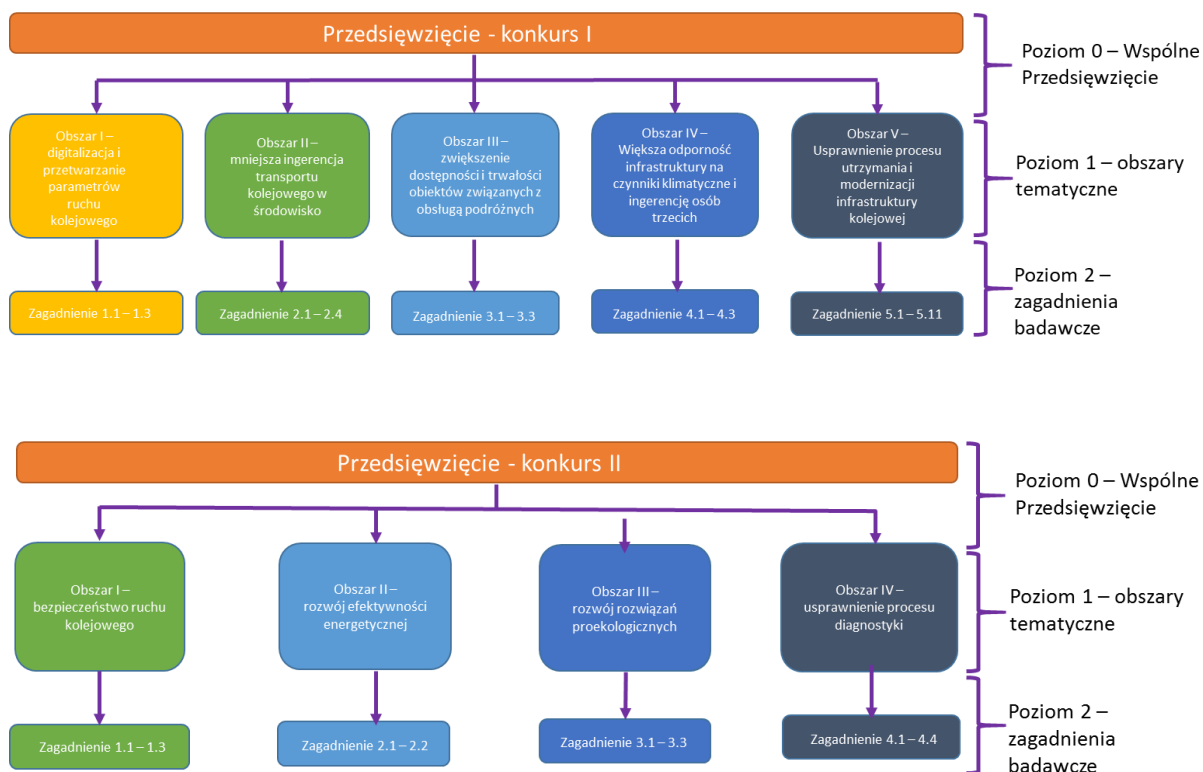 Przedsięwzięcie - konkurs I
Poziom 0 – Wspólne
Przedsięwzięcie
Obszar I –
digitalizacja i
przetwarzanie
parametrów
ruchu
kolejowego
Obszar II –
mniejsza ingerencja
transportu
kolejowego w
środowisko
Obszar III –
zwiększenie
dostępności i trwałości
obiektów związanych z
obsługą podróżnych
Obszar IV –
Większa odporność
infrastruktury na
czynniki klimatyczne i
ingerencję osób
trzecich
Obszar V –
Usprawnienie procesu
utrzymania i
modernizacji
infrastruktury
kolejowej
Poziom 1 – obszary
tematyczne
Zagadnienie 1.1 – 1.3
Zagadnienie 2.1 – 2.4
Zagadnienie 3.1 – 3.3
Zagadnienie 4.1 – 4.3
Zagadnienie 5.1 – 5.11
Poziom 2 –
zagadnienia
badawcze
Przedsięwzięcie - konkurs II
Poziom 0 – Wspólne
Przedsięwzięcie
Obszar I –
bezpieczeństwo ruchu
kolejowego
Obszar II –
rozwój efektywności
energetycznej
Obszar III –
rozwój rozwiązań
proekologicznych
Obszar IV –
usprawnienie procesu
diagnostyki
Poziom 1 – obszary
tematyczne
Zagadnienie 1.1 – 1.3
Zagadnienie 2.1 – 2.2
Zagadnienie 3.1 – 3.3
Zagadnienie 4.1 – 4.4
Poziom 2 –
zagadnienia
badawcze